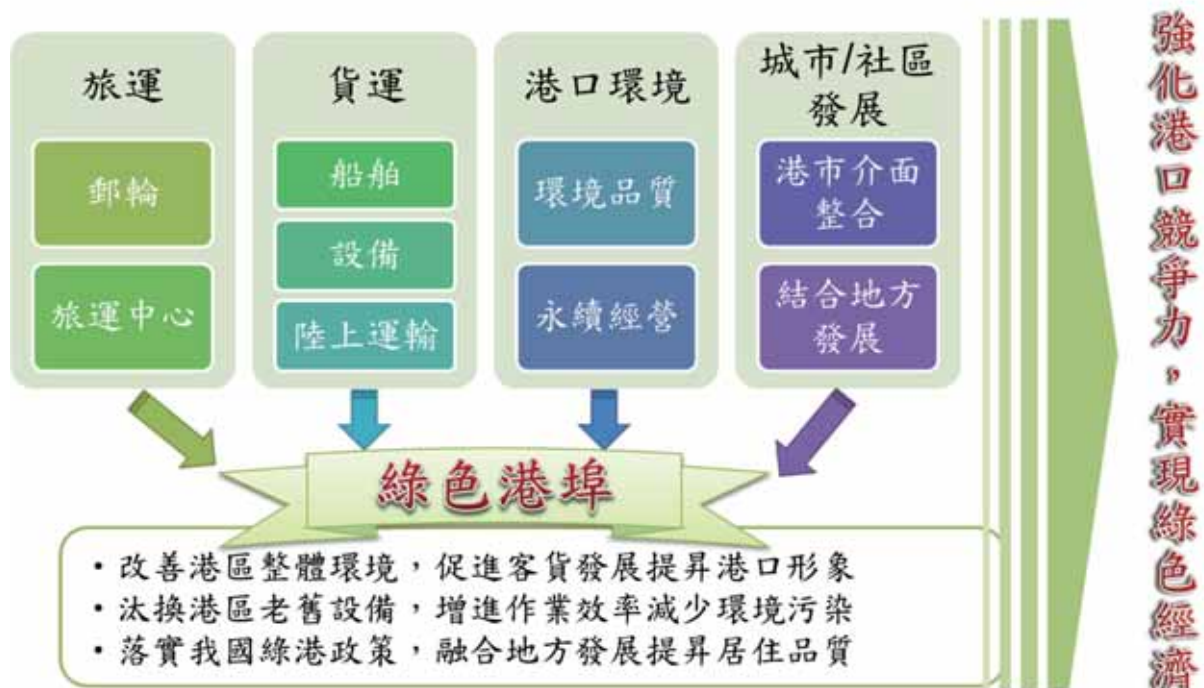 旅運
郵輪
旅運中心
貨運
船舶
設備
陸上運輸
港口環境
環境品質
永續經營
城市/社區
發展
港市介面
整合
結合地方
發展
綠色港埠
•改善港區整體環境，促進客貨發展提昇港口形象
•汰換港區老舊設備，增進作業效率減少環境污染
•落實我國綠港政策，融合地方發展提昇居住品質
強化港口競爭力，實現綠色經濟